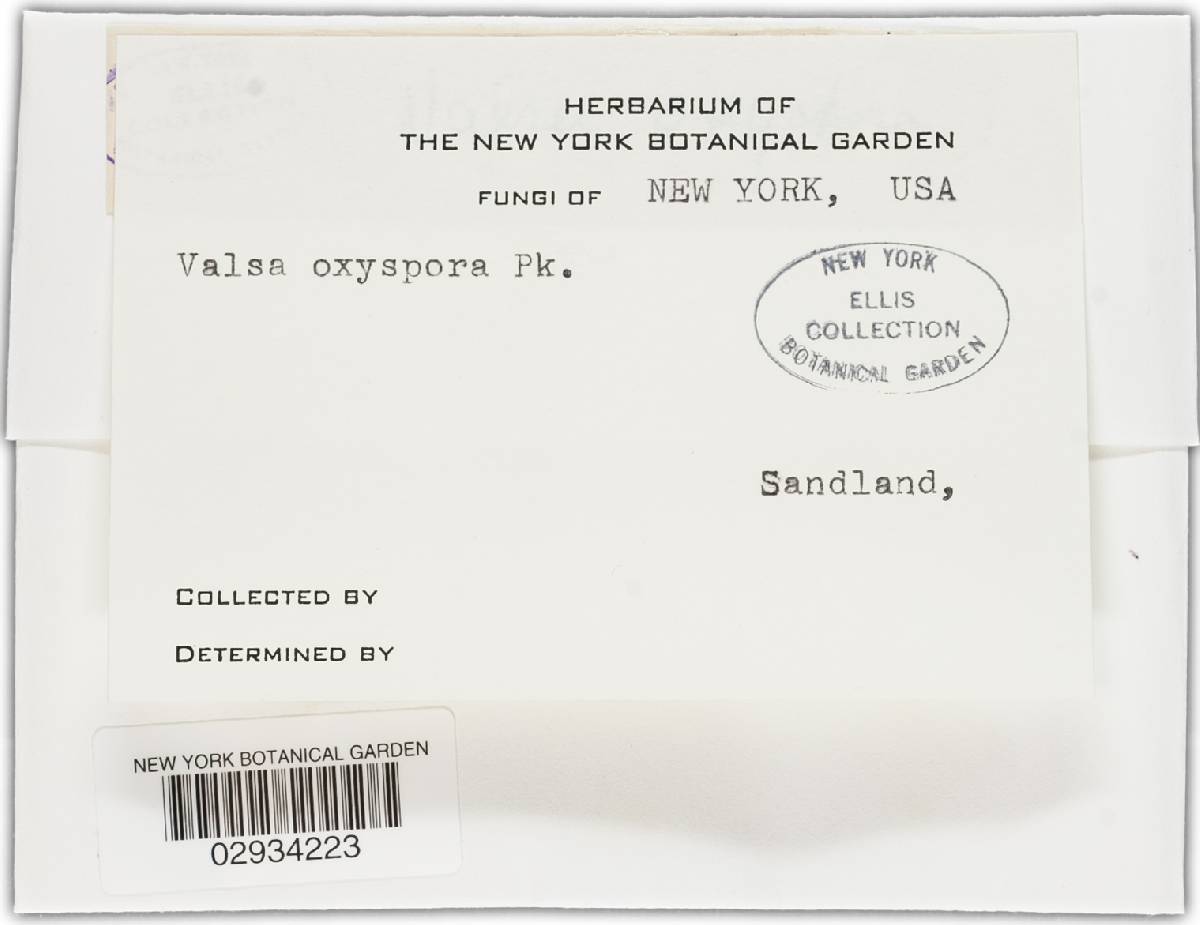 HERBARIUM OF
THE NEW YORK BOTANICAL GARDEN
FUNGI OF NEW YORK, USA
Valsa oxyspora Pk.
NEW YORK
ELLIS
COLLECTION
BOTANICAL GARDEN
Sandland,
COLLECTED BY
DETERMINED BY
NEW YORK BOTANICAL GARDEN
02934223